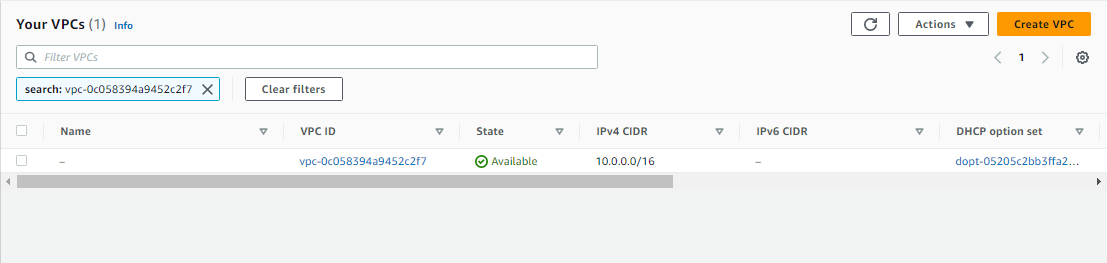 Your VPCs (1) Info
Actions
Create VPC
Filter VPCs
1
search: vpc-0c058394a9452c2f7
Clear filters
Name VPC ID State IPv4 CIDR IPv6 CIDR DHCP option set
– vpc-0c058394a9452c2f7 Available 10.0.0.0/16 – dopt-05205c2bb3ffa2...